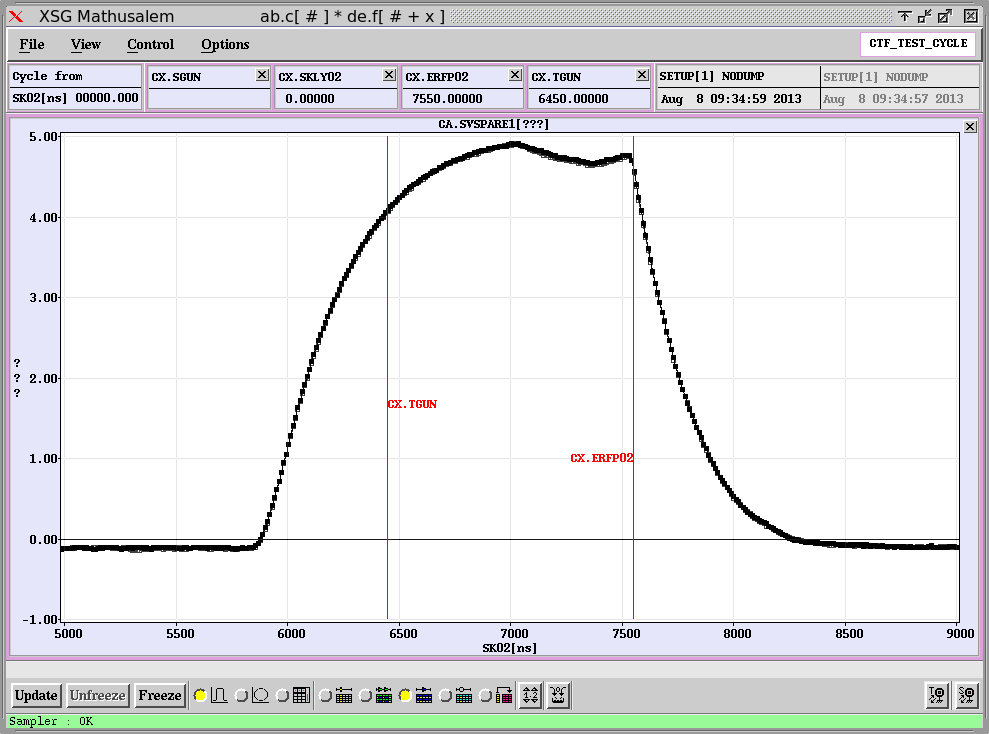 XSG Mathusalem ab.c[ # ] * de.f[ # + x ]
File View Control Options CTF_TEST_CYCLE
Cycle from CX.SGUN CX.SKLY02 CX.ERFP02 CX.TGUN SETUP[1] NODUMP SETUP[1] NODUMP
SK02[ns] 00000.000 0.00000 7550.00000 6450.00000 Aug 8 09:34:59 2013 Aug 8 09:34:57 2013
CA.SVSPARE1[???]
5.00
4.00
3.00
?
? 2.00
?
CX.TGUN
1.00 CX.ERFP02
0.00
-1.00
5000 5500 6000 6500 7000 7500 8000 8500 9000
SK02[ns]
Update Unfreeze Freeze
Sampler : OK